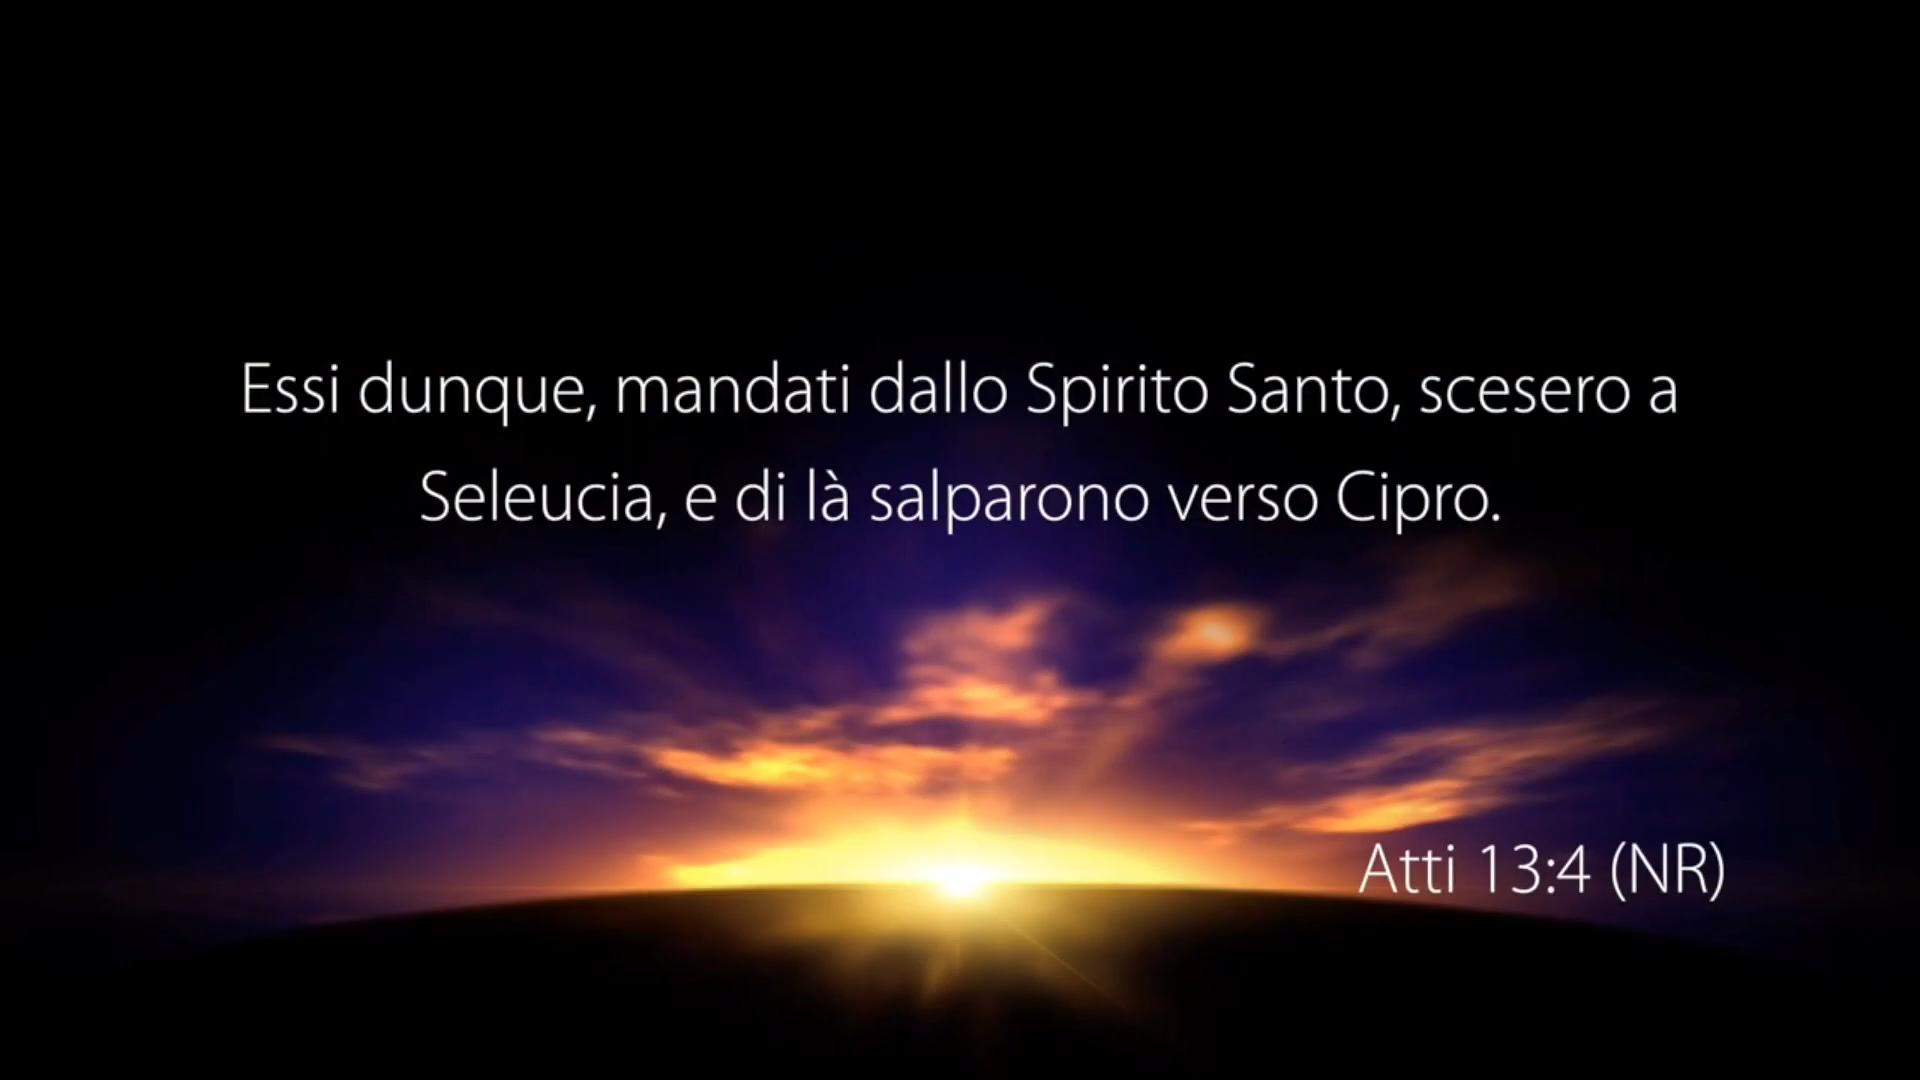 Essi dunque, mandati dallo Spirito Santo, scesero a
Seleucia, e di là salparono verso Cipro.
Atti 13:4 (NR)